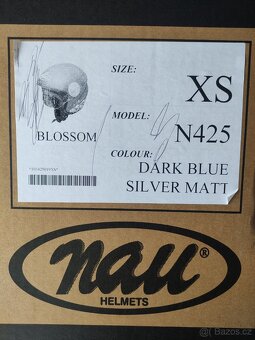 SIZE:
XS
MODEL:
N425
BLOSSOM
COLOUR:
DARK BLUE
SILVER MATT
nau®
HELMETS
Bazos.cz